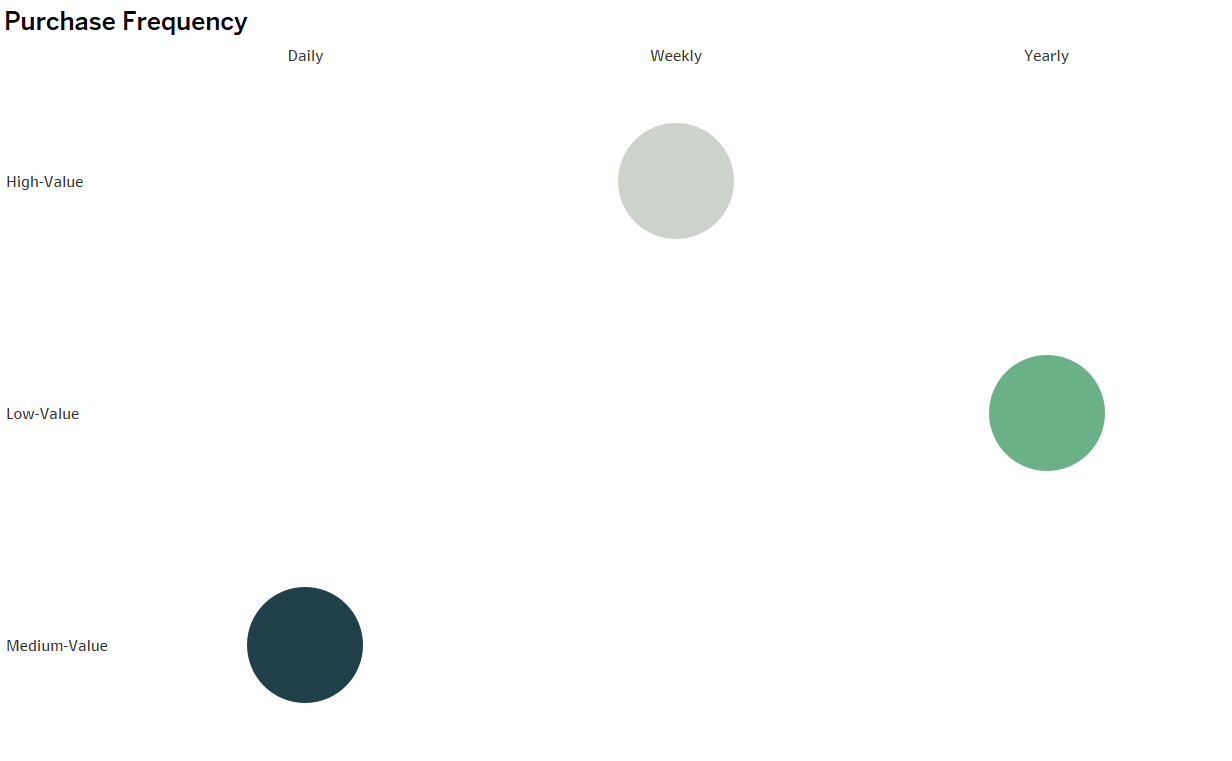 Purchase Frequency
Daily Weekly Yearly
High-Value
Low-Value
Medium-Value